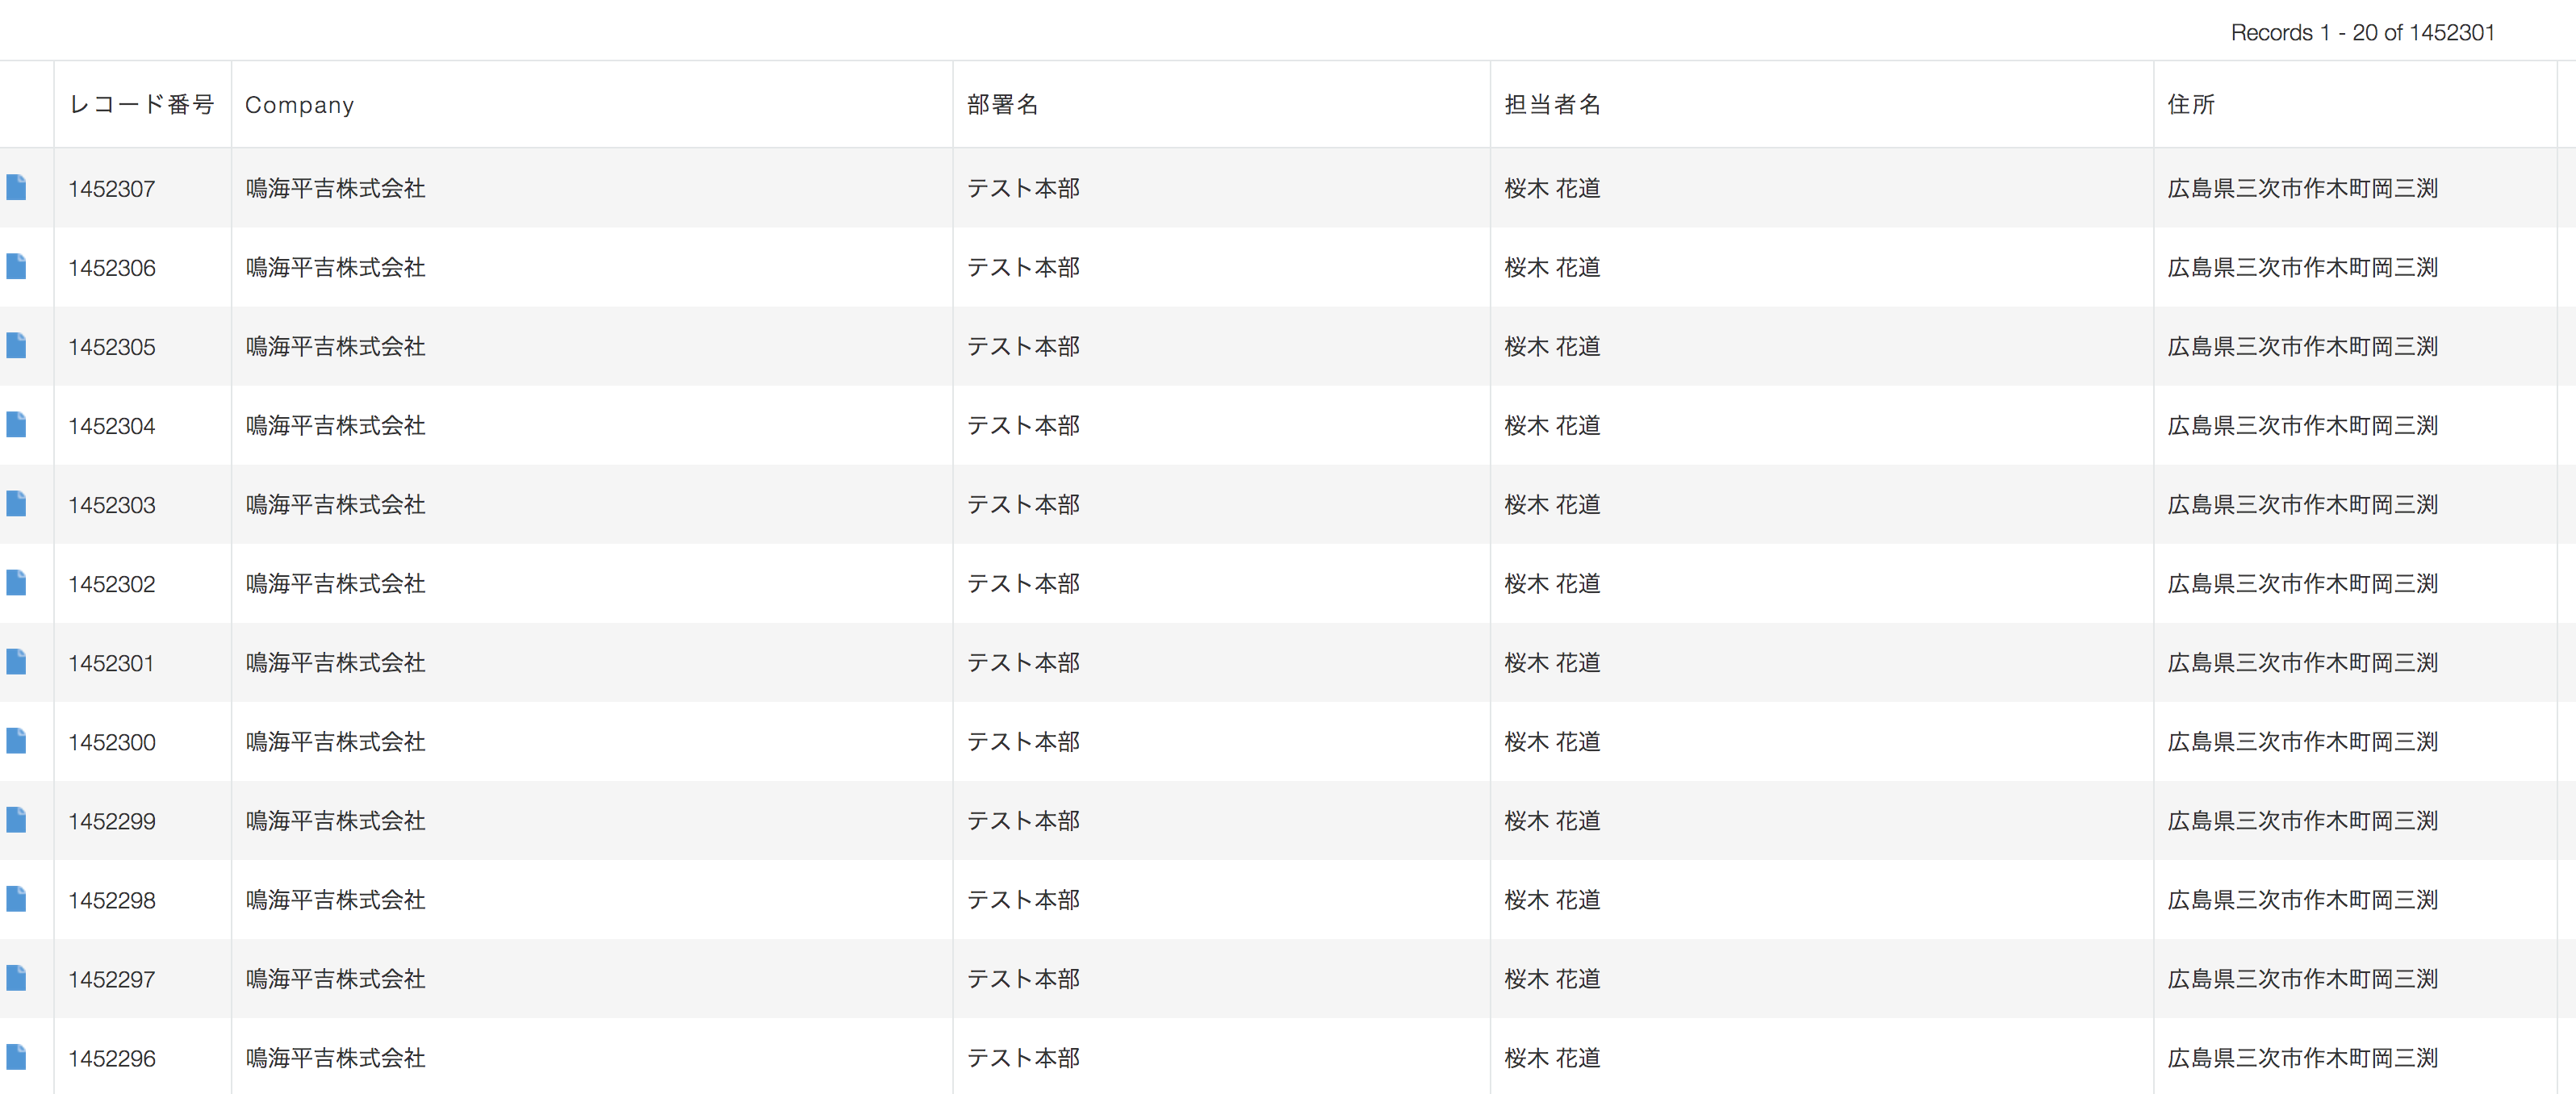 Records 1 - 20 of 1452301
レコード番号 Company 部署名 担当者名 住所
1452307 鳴海平吉株式会社 テスト本部 桜木 花道 広島県三次市作木町岡三渕
1452306 鳴海平吉株式会社 テスト本部 桜木 花道 広島県三次市作木町岡三渕
1452305 鳴海平吉株式会社 テスト本部 桜木 花道 広島県三次市作木町岡三渕
1452304 鳴海平吉株式会社 テスト本部 桜木 花道 広島県三次市作木町岡三渕
1452303 鳴海平吉株式会社 テスト本部 桜木 花道 広島県三次市作木町岡三渕
1452302 鳴海平吉株式会社 テスト本部 桜木 花道 広島県三次市作木町岡三渕
1452301 鳴海平吉株式会社 テスト本部 桜木 花道 広島県三次市作木町岡三渕
1452300 鳴海平吉株式会社 テスト本部 桜木 花道 広島県三次市作木町岡三渕
1452299 鳴海平吉株式会社 テスト本部 桜木 花道 広島県三次市作木町岡三渕
1452298 鳴海平吉株式会社 テスト本部 桜木 花道 広島県三次市作木町岡三渕
1452297 鳴海平吉株式会社 テスト本部 桜木 花道 広島県三次市作木町岡三渕
1452296 鳴海平吉株式会社 テスト本部 桜木 花道 広島県三次市作木町岡三渕